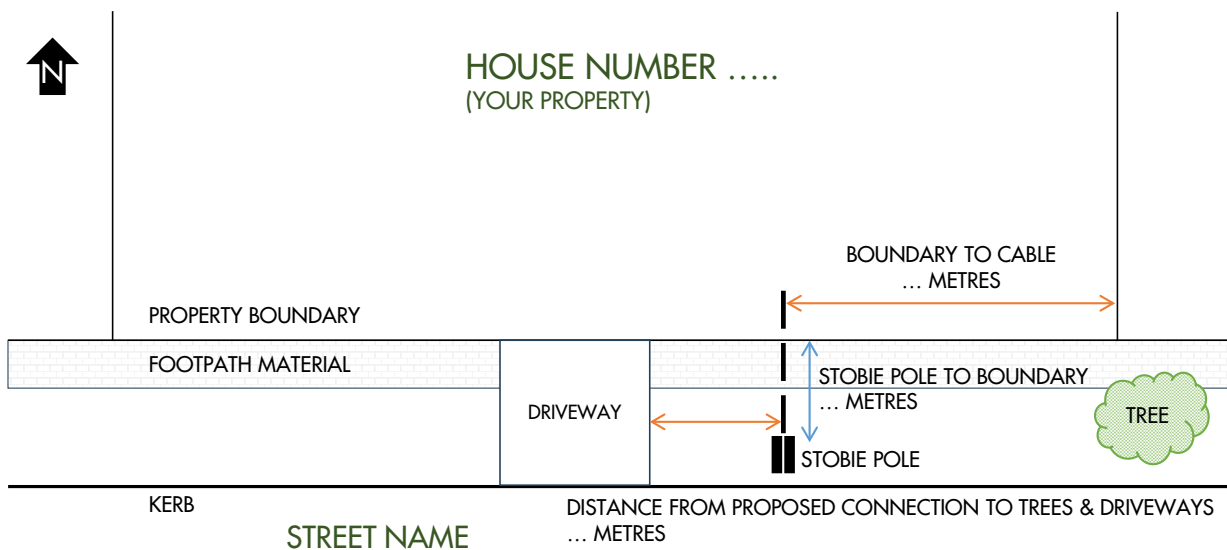 N
HOUSE NUMBER …..
(YOUR PROPERTY)
BOUNDARY TO CABLE
… METRES
PROPERTY BOUNDARY
FOOTPATH MATERIAL
STOBIE POLE TO BOUNDARY
… METRES
DRIVEWAY
TREE
STOBIE POLE
KERB
DISTANCE FROM PROPOSED CONNECTION TO TREES & DRIVEWAYS
… METRES
STREET NAME